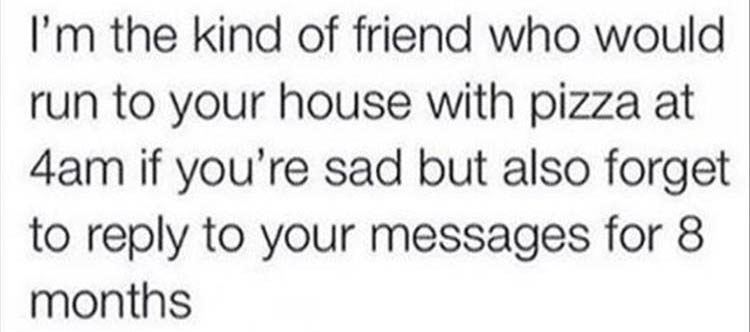 I'm the kind of friend who would
run to your house with pizza at
4am if you're sad but also forget
to reply to your messages for 8
months